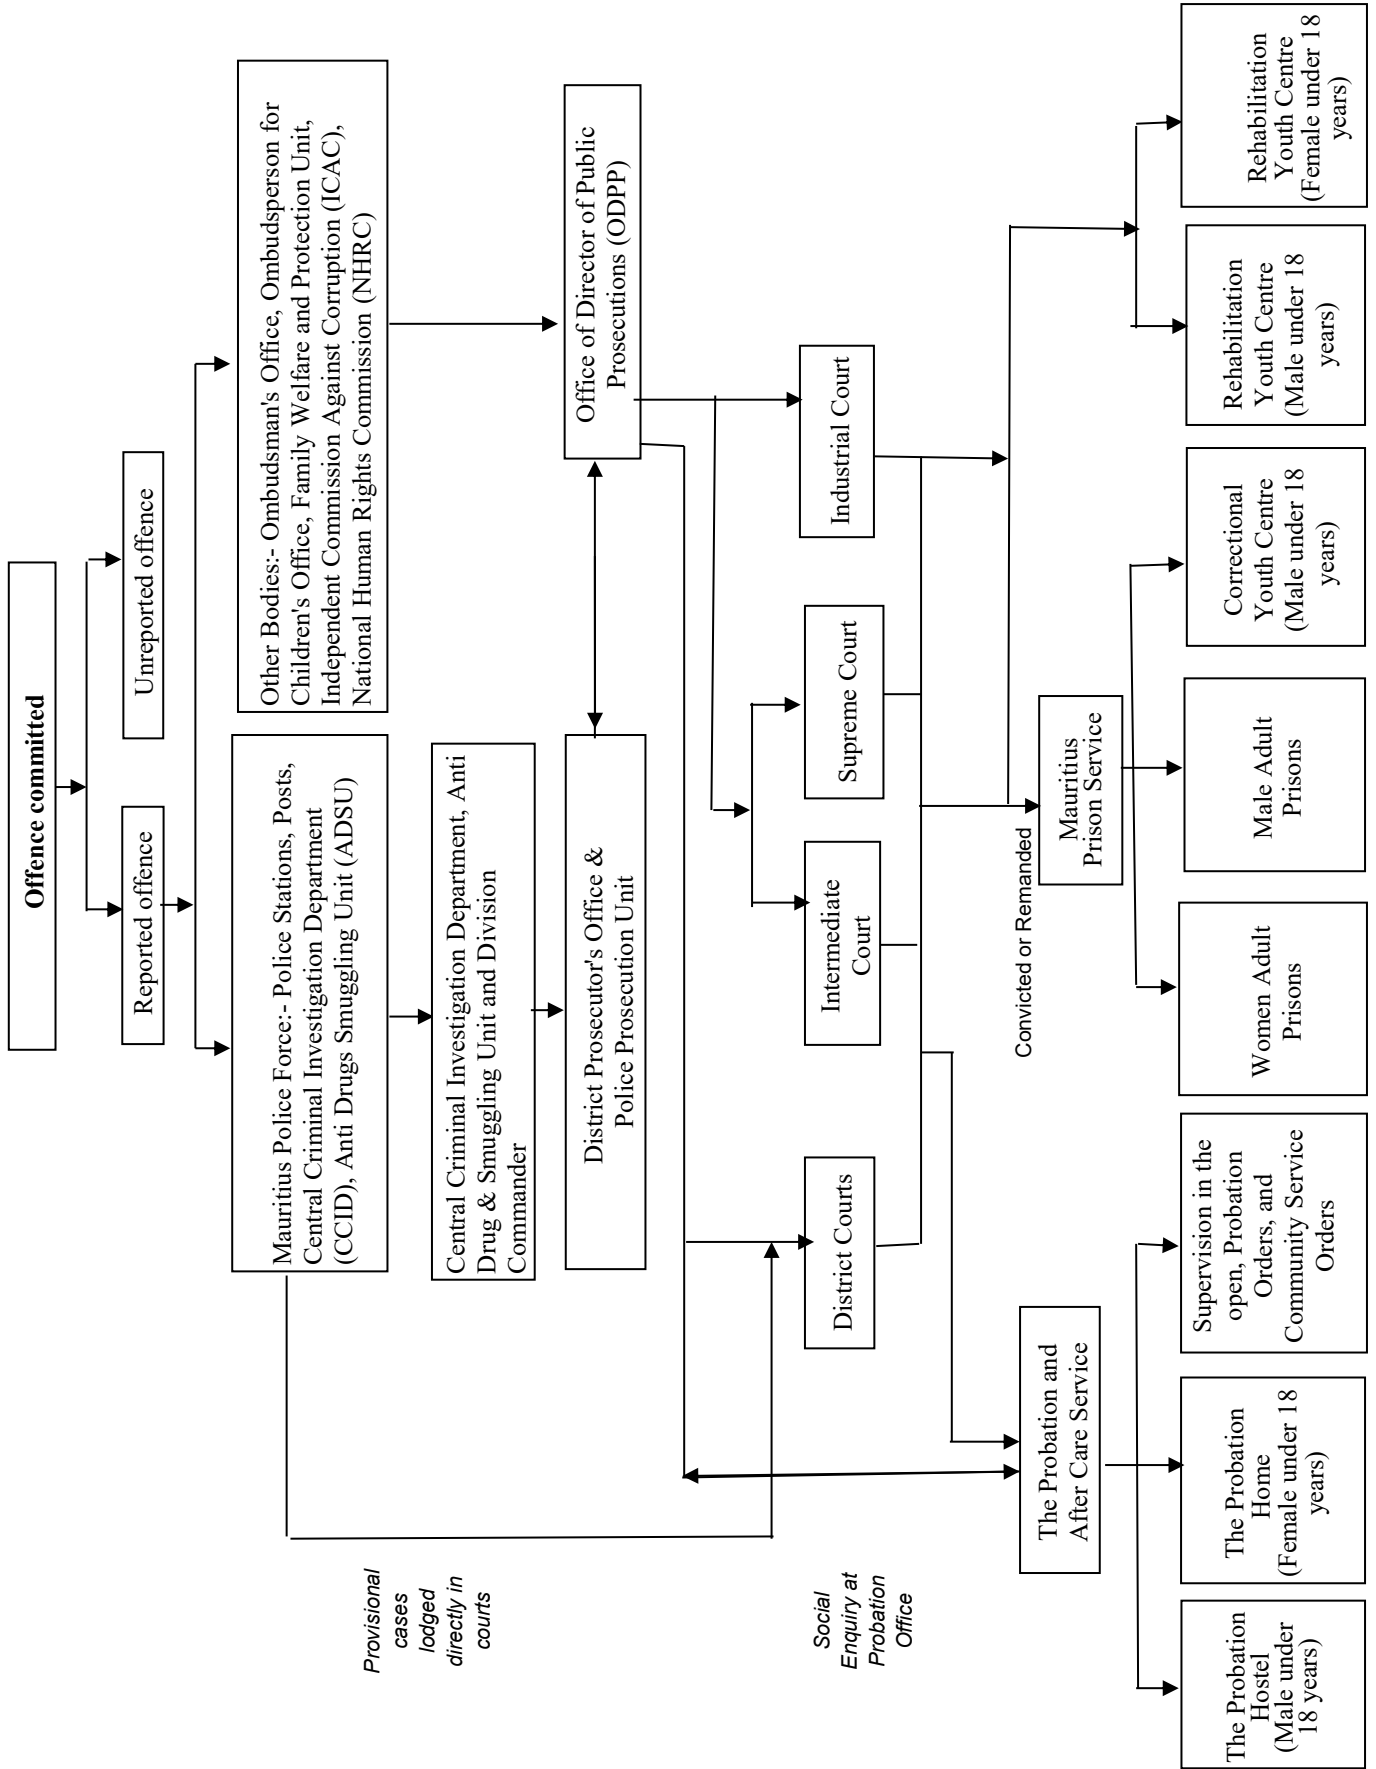 Offence committed
Reported offence
Unreported offence
Mauritius Police Force:- Police Stations, Posts,
Central Criminal Investigation Department
(CCID), Anti Drugs Smuggling Unit (ADSU)
Other Bodies:- Ombudsman's Office, Ombudsperson for
Children's Office, Family Welfare and Protection Unit,
Independent Commission Against Corruption (ICAC),
National Human Rights Commission (NHRC)
Provisional
cases
lodged
directly in
courts
Central Criminal Investigation Department, Anti
Drug & Smuggling Unit and Division
Commander
District Prosecutor's Office &
Police Prosecution Unit
Office of Director of Public
Prosecutions (ODPP)
Social
Enquiry at
Probation
Office
District Courts
Intermediate
Court
Supreme Court
Industrial Court
Convicted or Remanded
The Probation and
After Care Service
Mauritius
Prison Service
The Probation
Hostel
(Male under
18 years)
The Probation
Home
(Female under 18
years)
Supervision in the
open, Probation
Orders, and
Community Service
Orders
Women Adult
Prisons
Male Adult
Prisons
Correctional
Youth Centre
(Male under 18
years)
Rehabilitation
Youth Centre
(Male under 18
years)
Rehabilitation
Youth Centre
(Female under 18
years)